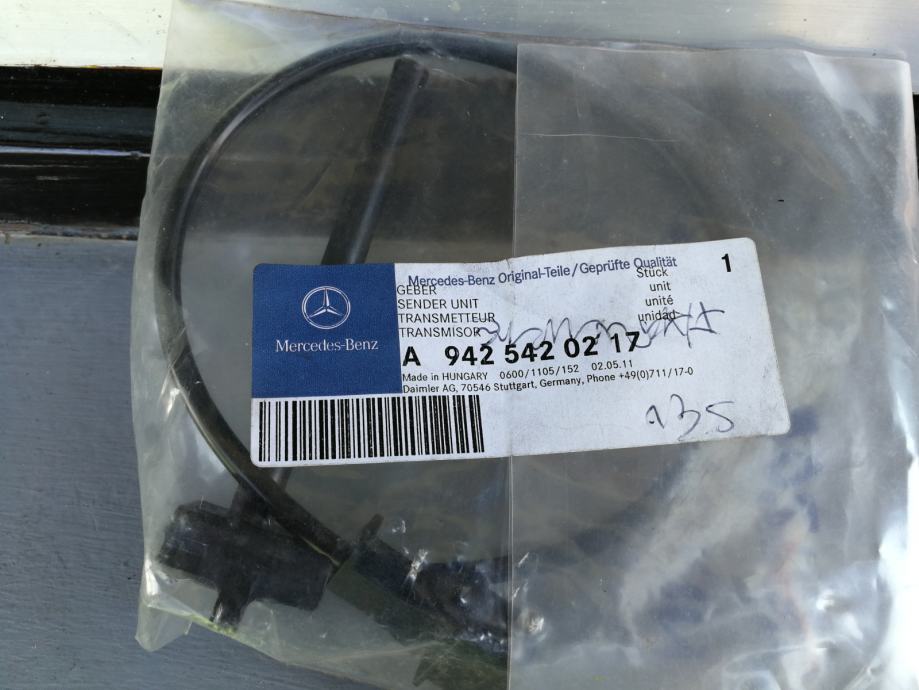 Mercedes-Benz Original-Teile/Geprüfte Qualität
1
GEBER
Stück
SENDER UNIT
unit
TRANSMETTEUR
unité
TRANSMISOR
unidad
Mercedes-Benz
A 942 542 02 17
Made in HUNGARY 0600/1105/152 02.05.11
Daimler AG, 70546 Stuttgart, Germany, Phone +49(0)711/17-0
135